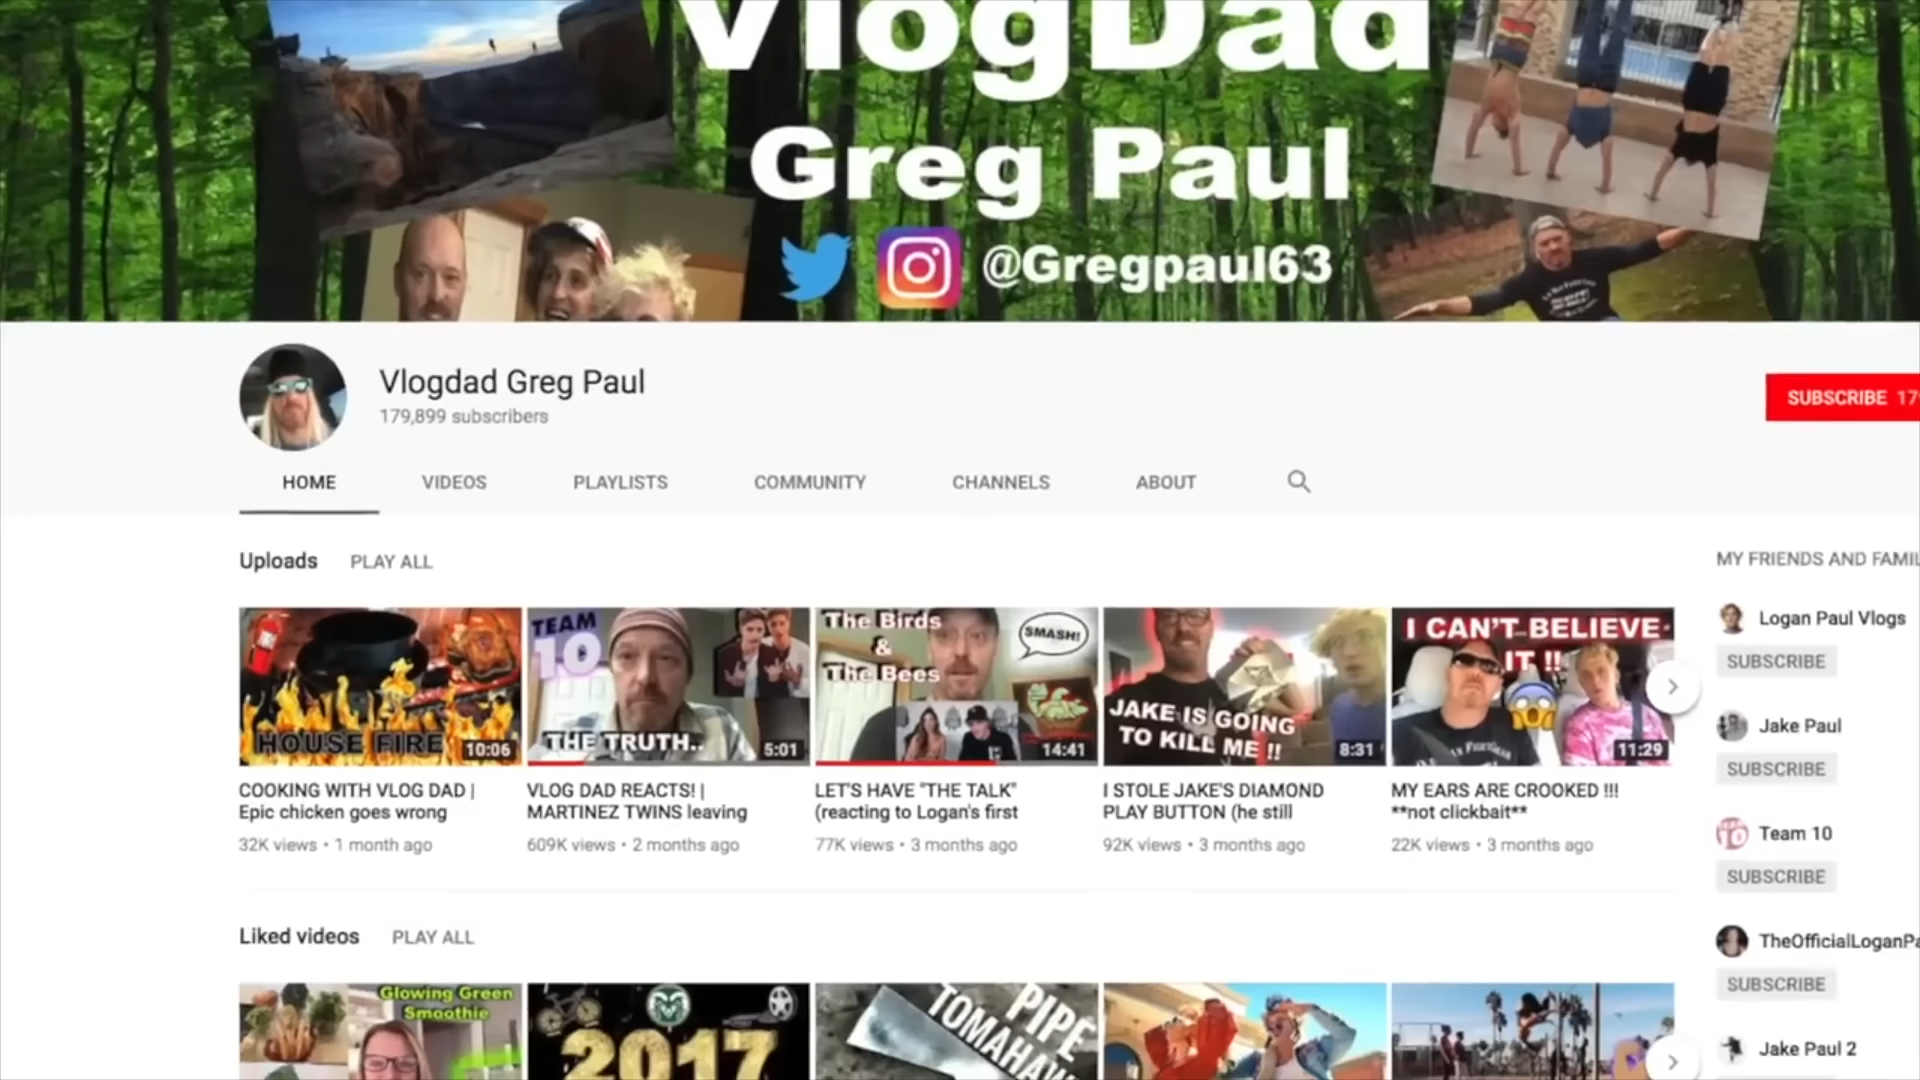 VlogDad
Greg Paul
@Gregpaul63
Vlogdad Greg Paul
179,899 subscribers
SUBSCRIBE 179
HOME
VIDEOS
PLAYLISTS
COMMUNITY
CHANNELS
ABOUT
Uploads
PLAY ALL
HOUSE FIRE
10:06
TEAM
10
THE TRUTH..
5:01
The Birds
&
The Bees
SMASH!
14:41
JAKE IS GOING
TO KILL ME !!
8:31
I CAN'T BELIEVE
IT !!
11:29
COOKING WITH VLOG DAD |
Epic chicken goes wrong
32K views • 1 month ago
VLOG DAD REACTS! |
MARTINEZ TWINS leaving
609K views • 2 months ago
LET'S HAVE "THE TALK"
(reacting to Logan's first
77K views • 3 months ago
I STOLE JAKE'S DIAMOND
PLAY BUTTON (he still
92K views • 3 months ago
MY EARS ARE CROOKED !!!
**not clickbait**
22K views • 3 months ago
Liked videos
PLAY ALL
Glowing Green
Smoothie
2017
PIPE
TOMAHAW
MY FRIENDS AND FAMIL
Logan Paul Vlogs
SUBSCRIBE
Jake Paul
SUBSCRIBE
10
Team 10
SUBSCRIBE
TheOfficialLoganPa
SUBSCRIBE
Jake Paul 2